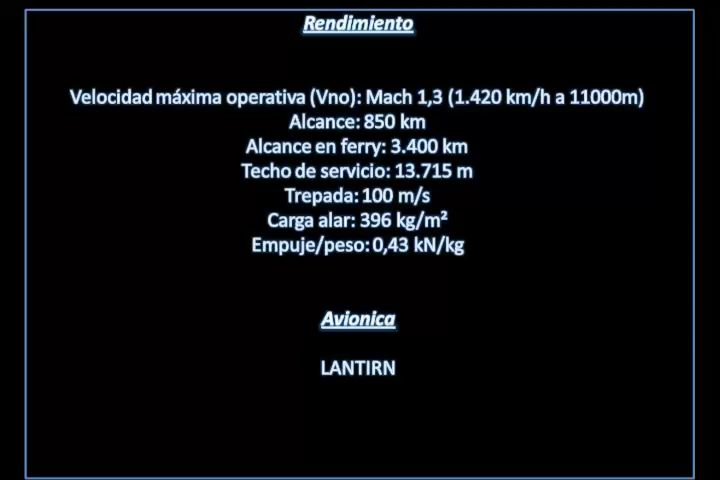 Rendimiento
Velocidad máxima operativa (Vno): Mach 1,3 (1.420 km/h a 11000m)
Alcance: 850 km
Alcance en ferry: 3.400 km
Techo de servicio: 13.715 m
Trepada: 100 m/s
Carga alar: 396 kg/m²
Empuje/peso: 0,43 kN/kg
Avionica
LANTIRN